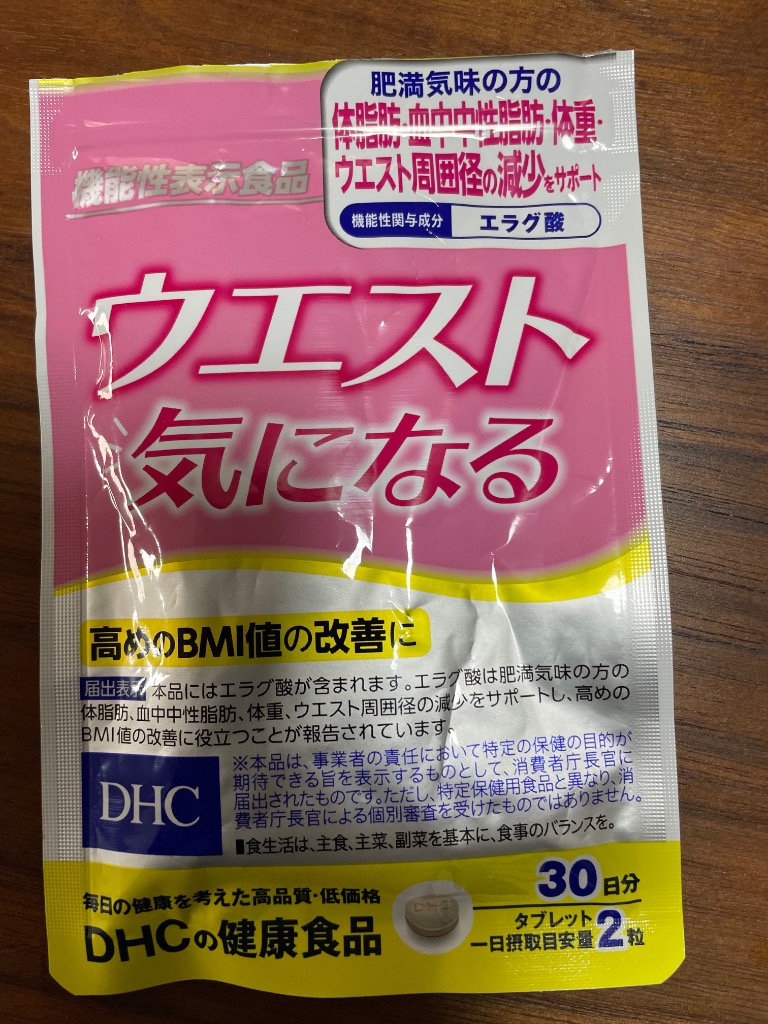 肥満気味の方の
体脂肪・血中中性脂肪・体重・
ウエスト周囲径の減少をサポート
機能性関与成分 エラグ酸
機能性表示食品
ウエスト
気になる
高めのBMI値の改善に
届出表示 本品にはエラグ酸が含まれます。エラグ酸は肥満気味の方の
体脂肪、血中中性脂肪、体重、ウエスト周囲径の減少をサポートし、高めの
BMI値の改善に役立つことが報告されています。
※本品は、事業者の責任において特定の保健の目的が
期待できる旨を表示するものとして、消費者庁長官に
届出されたものです。ただし、特定保健用食品と異なり、消
費者庁長官による個別審査を受けたものではありません。
DHC
■食生活は、主食、主菜、副菜を基本に、食事のバランスを。
毎日の健康を考えた高品質・低価格
DHCの健康食品
DHC
30日分
タブレット
一日摂取目安量 2粒